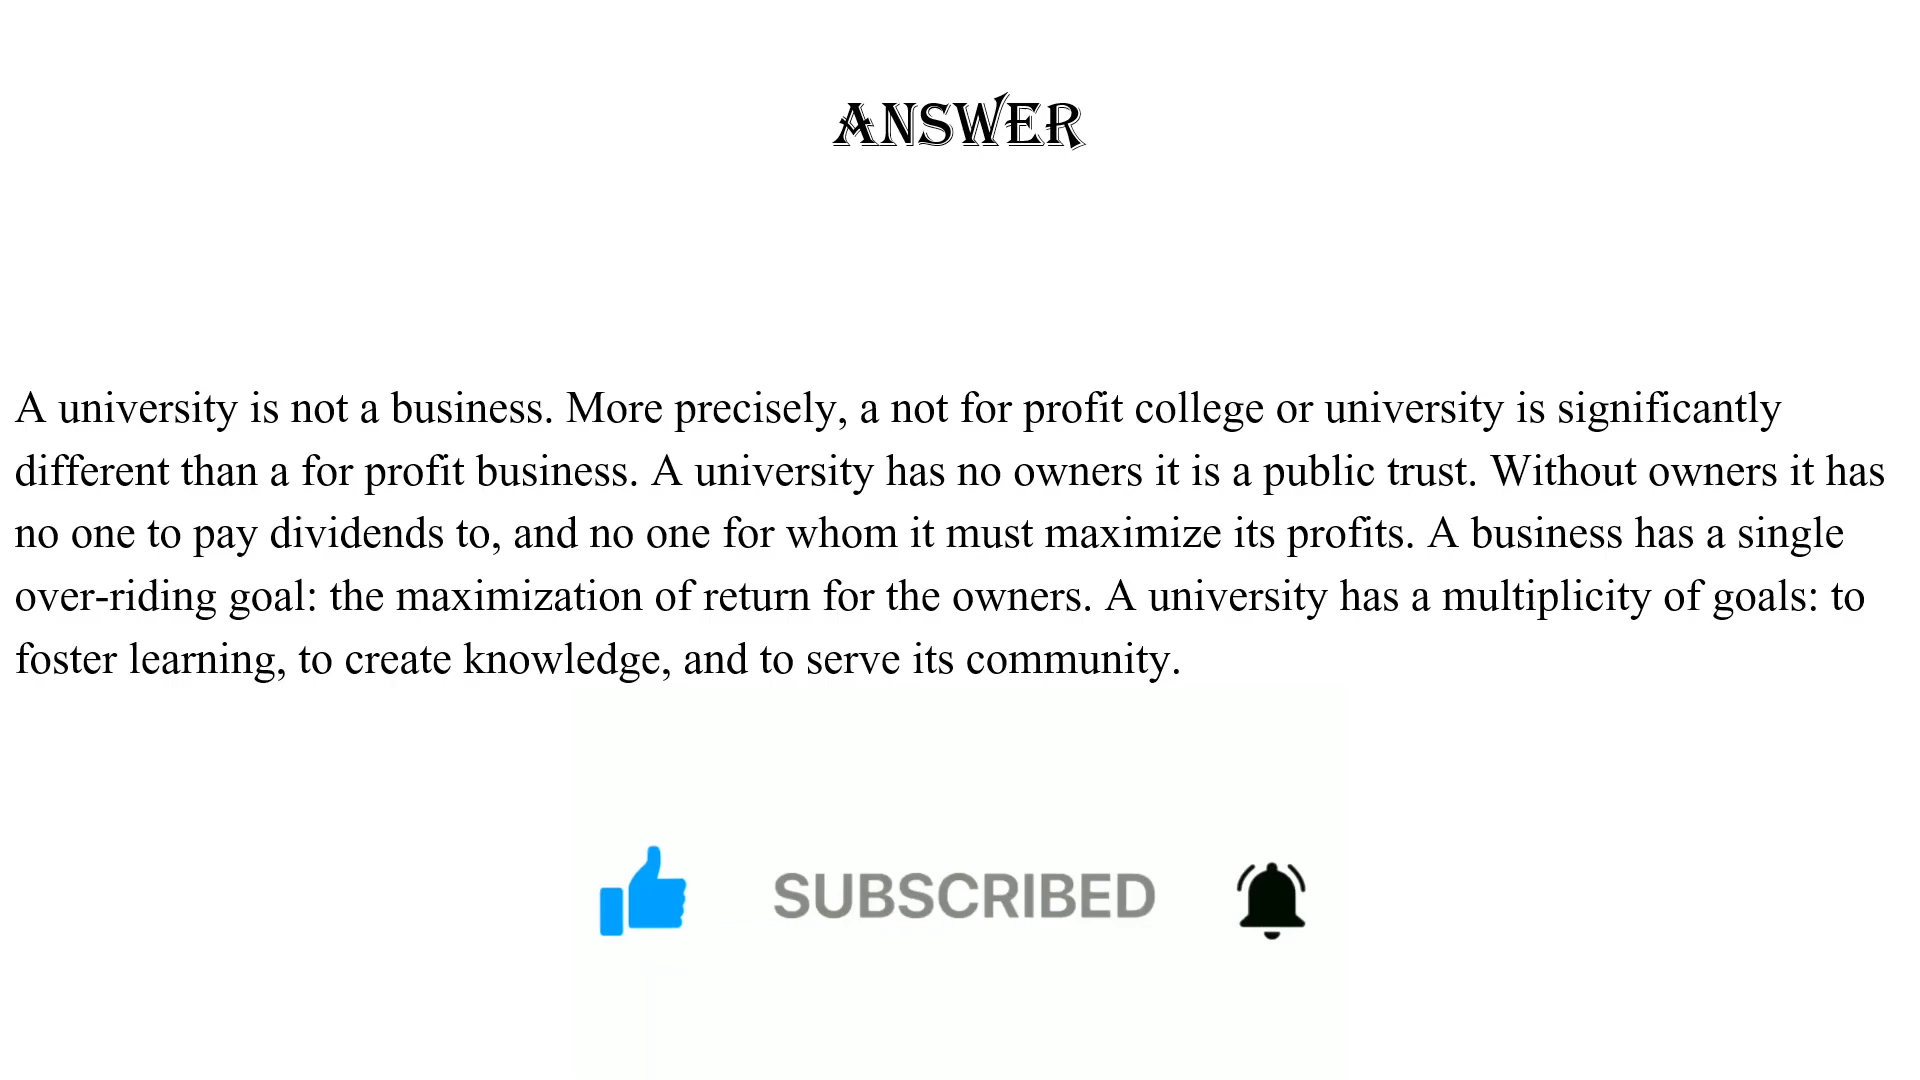 ANSWER
A university is not a business. More precisely, a not for profit college or university is significantly
different than a for profit business. A university has no owners it is a public trust. Without owners it has
no one to pay dividends to, and no one for whom it must maximize its profits. A business has a single
over-riding goal: the maximization of return for the owners. A university has a multiplicity of goals: to
foster learning, to create knowledge, and to serve its community.
SUBSCRIBED